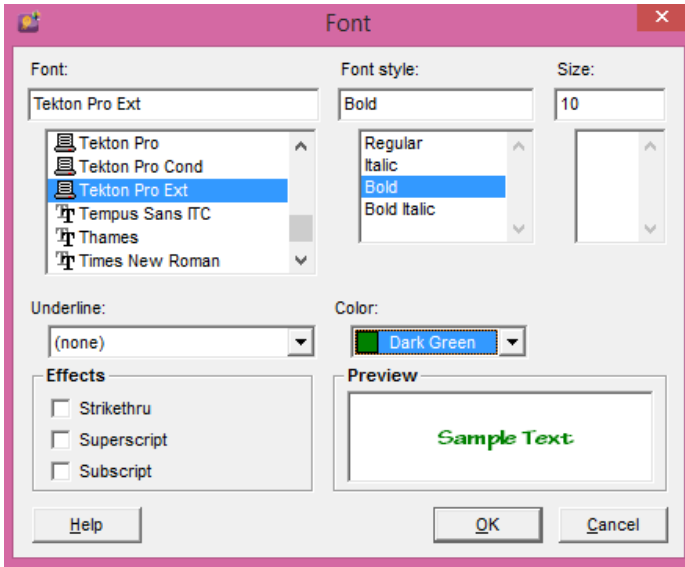 Font
Font:
Font style:
Size:
Tekton Pro Ext
Bold
10
Tekton Pro
Tekton Pro Cond
Tekton Pro Ext
Tempus Sans ITC
Thames
Times New Roman
Regular
Italic
Bold
Bold Italic
Underline:
Color:
(none)
Dark Green
Effects
Strikethru
Superscript
Subscript
Preview
Sample Text
Help
OK
Cancel